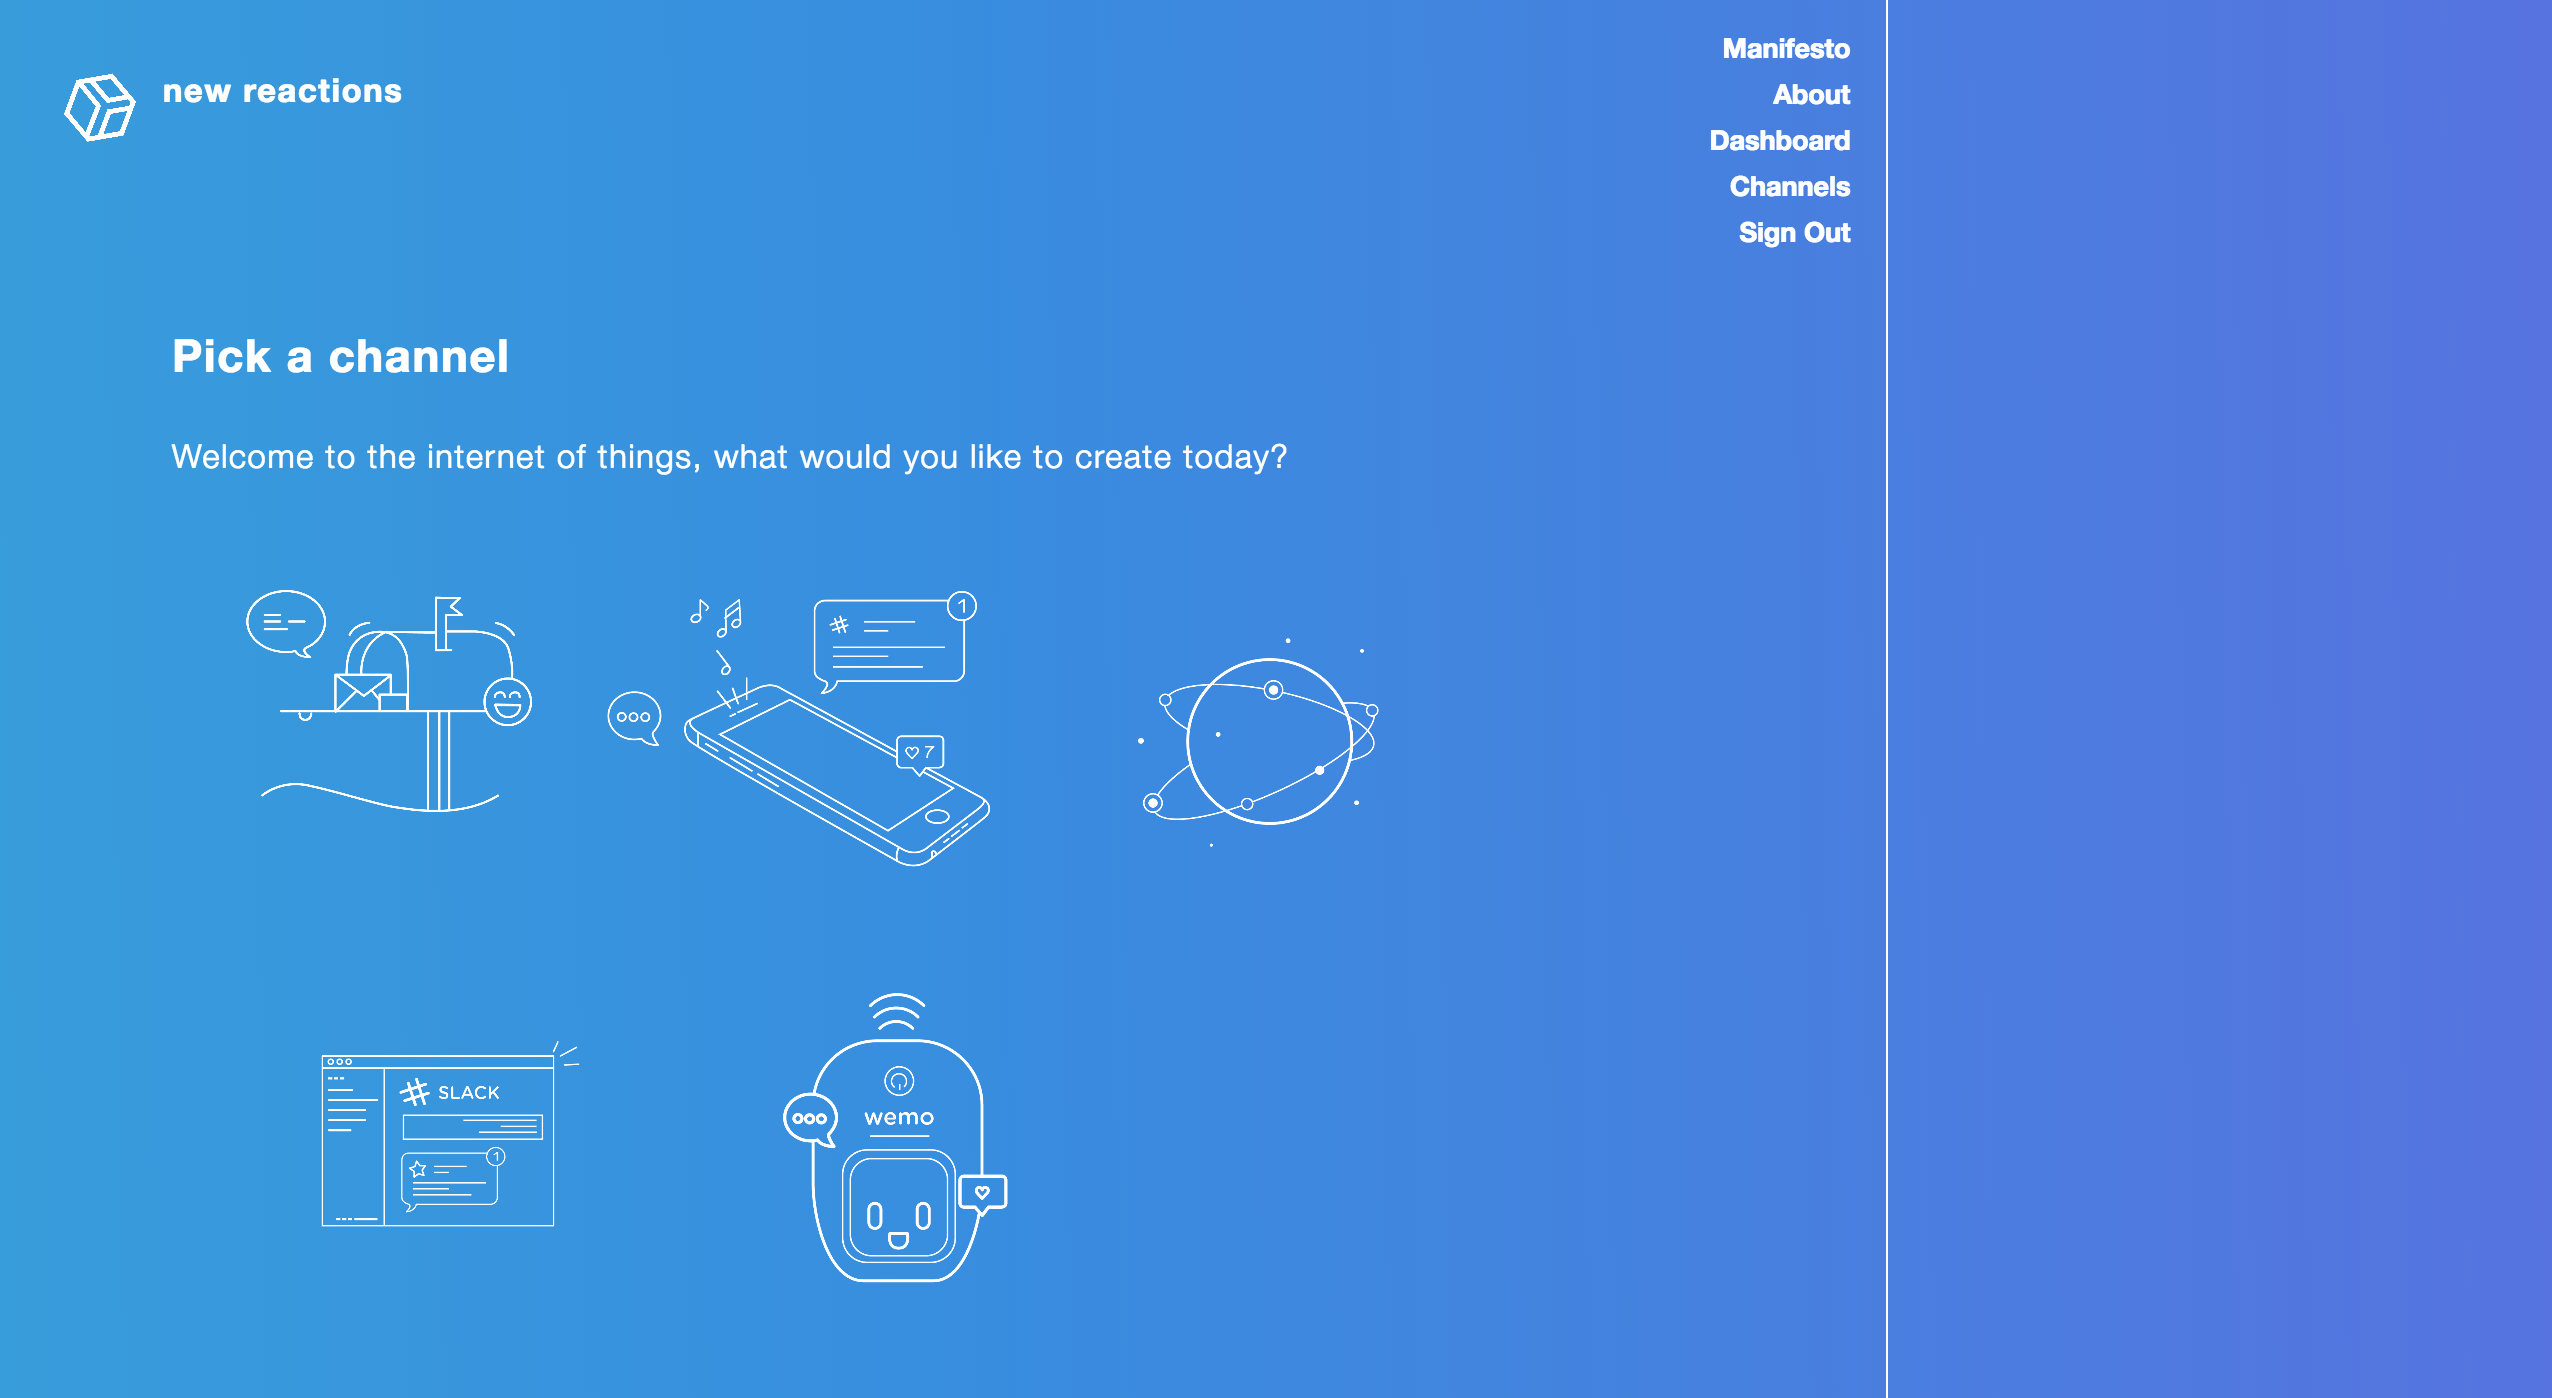 new reactions
Manifesto
About
Dashboard
Channels
Sign Out
Pick a channel
Welcome to the internet of things, what would you like to create today?
#
1
7
# SLACK
1
wemo